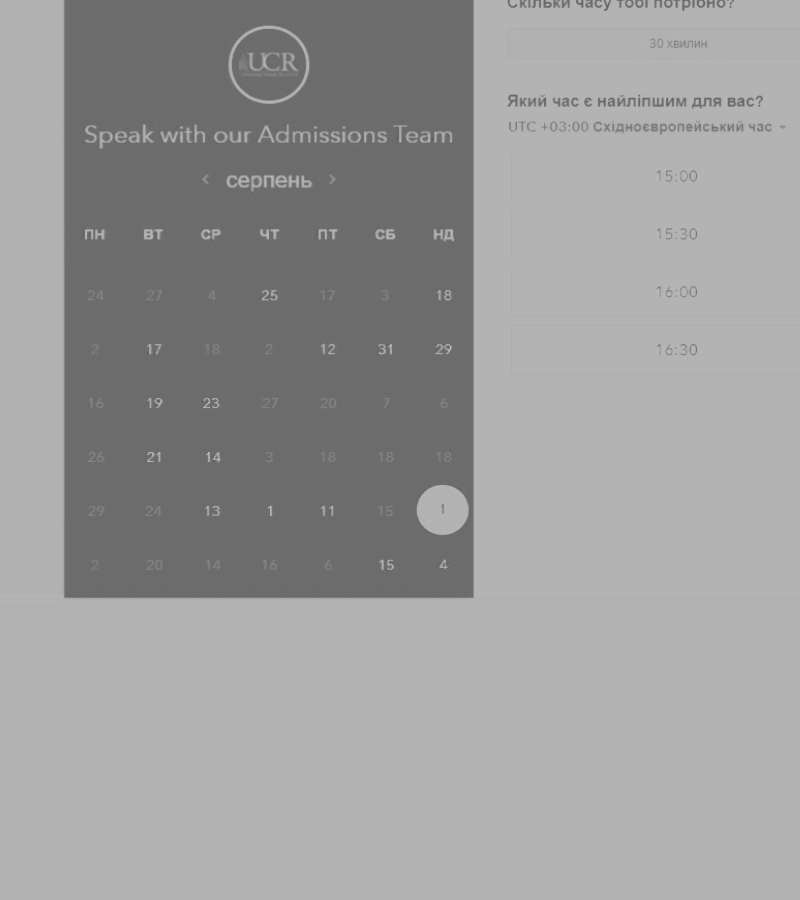 UCR
Speak with our Admissions Team
серпень
ПН ВТ СР ЧТ ПТ СБ НД
24 27 4 25 17 3 18
2 17 18 2 12 31 29
16 19 23 27 20 7 6
26 21 14 3 18 18 18
29 24 13 1 11 15 1
2 20 14 16 6 15 4
Скільки часу тобі потрібно?
30 хвилин
Який час є найліпшим для вас?
UTC +03:00 Східноєвропейський час
15:00
15:30
16:00
16:30